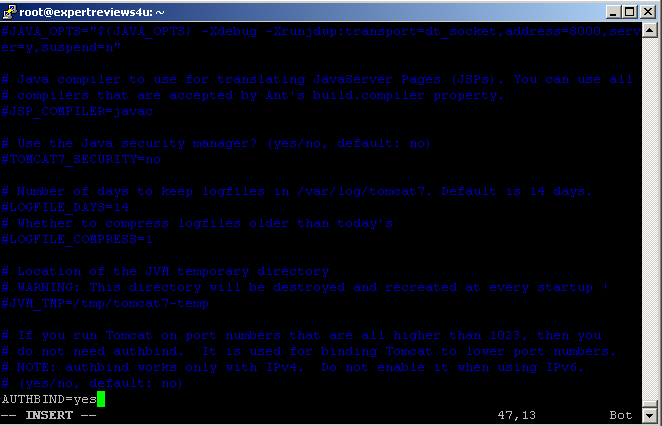 root@expertreviews4u: ~
#JAVA_OPTS="${JAVA_OPTS} -Xdebug -Xrunjdwp:transport=dt_socket,address=8000,serv
er=y,suspend=n"
# Java compiler to use for translating JavaServer Pages (JSPs). You can use all
# compilers that are accepted by Ant's build.compiler property.
#JSP_COMPILER=javac
# Use the Java security manager? (yes/no, default: no)
#TOMCAT7_SECURITY=no
# Number of days to keep logfiles in /var/log/tomcat7. Default is 14 days.
#LOGFILE_DAYS=14
# Whether to compress logfiles older than today's
#LOGFILE_COMPRESS=1
# Location of the JVM temporary directory
# WARNING: This directory will be destroyed and recreated at every startup !
#JVM_TMP=/tmp/tomcat7-temp
# If you run Tomcat on port numbers that are all higher than 1023, then you
# do not need authbind.  It is used for binding Tomcat to lower port numbers.
# NOTE: authbind works only with IPv4.  Do not enable it when using IPv6.
# (yes/no, default: no)
AUTHBIND=yes
-- INSERT -- 47,13 Bot